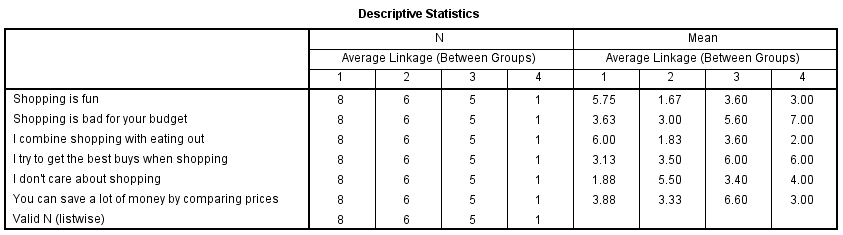 Descriptive Statistics
N Mean
Average Linkage (Between Groups) Average Linkage (Between Groups)
1 2 3 4 1 2 3 4
Shopping is fun 8 6 5 1 5.75 1.67 3.60 3.00
Shopping is bad for your budget 8 6 5 1 3.63 3.00 5.60 7.00
I combine shopping with eating out 8 6 5 1 6.00 1.83 3.60 2.00
I try to get the best buys when shopping 8 6 5 1 3.13 3.50 6.00 6.00
I don't care about shopping 8 6 5 1 1.88 5.50 3.40 4.00
You can save a lot of money by comparing prices 8 6 5 1 3.88 3.33 6.60 3.00
Valid N (listwise) 8 6 5 1